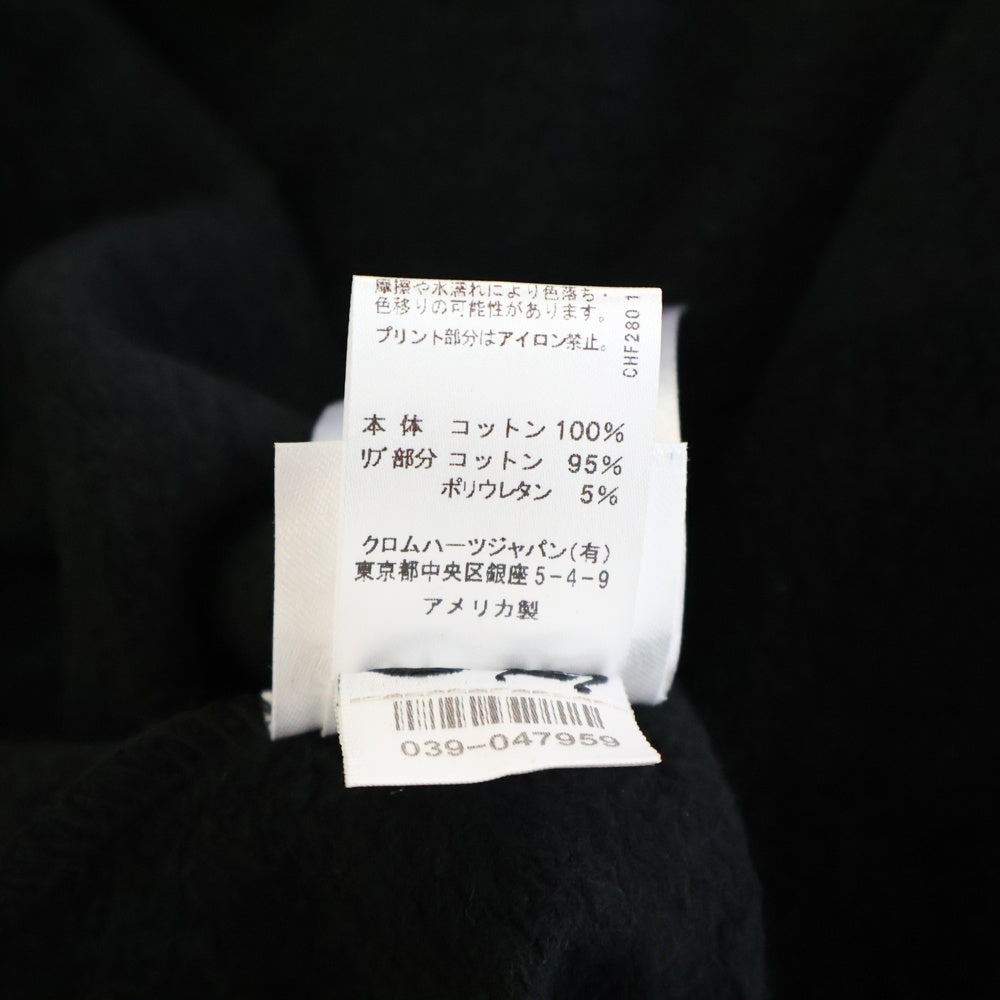 摩擦や水濡れにより色落ち・
色移りの可能性があります。
プリント部分はアイロン禁止。
CHF2801
本体 コットン 100%
リブ部分 コットン 95%
ポリウレタン 5%
クロムハーツジャパン(有)
東京都中央区銀座5-4-9
アメリカ製
039-047959